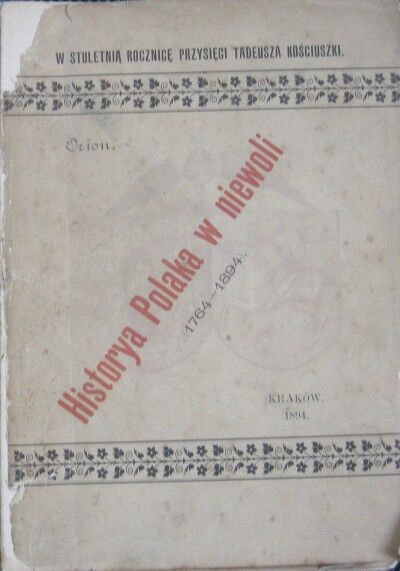 W STULETNIĄ ROCZNICĘ PRZYSIĘGI TADEUSZA KOŚCIUSZKI.
Orion.
Historya Polaka w niewoli
(1764—1894).
KRAKÓW.
1894.